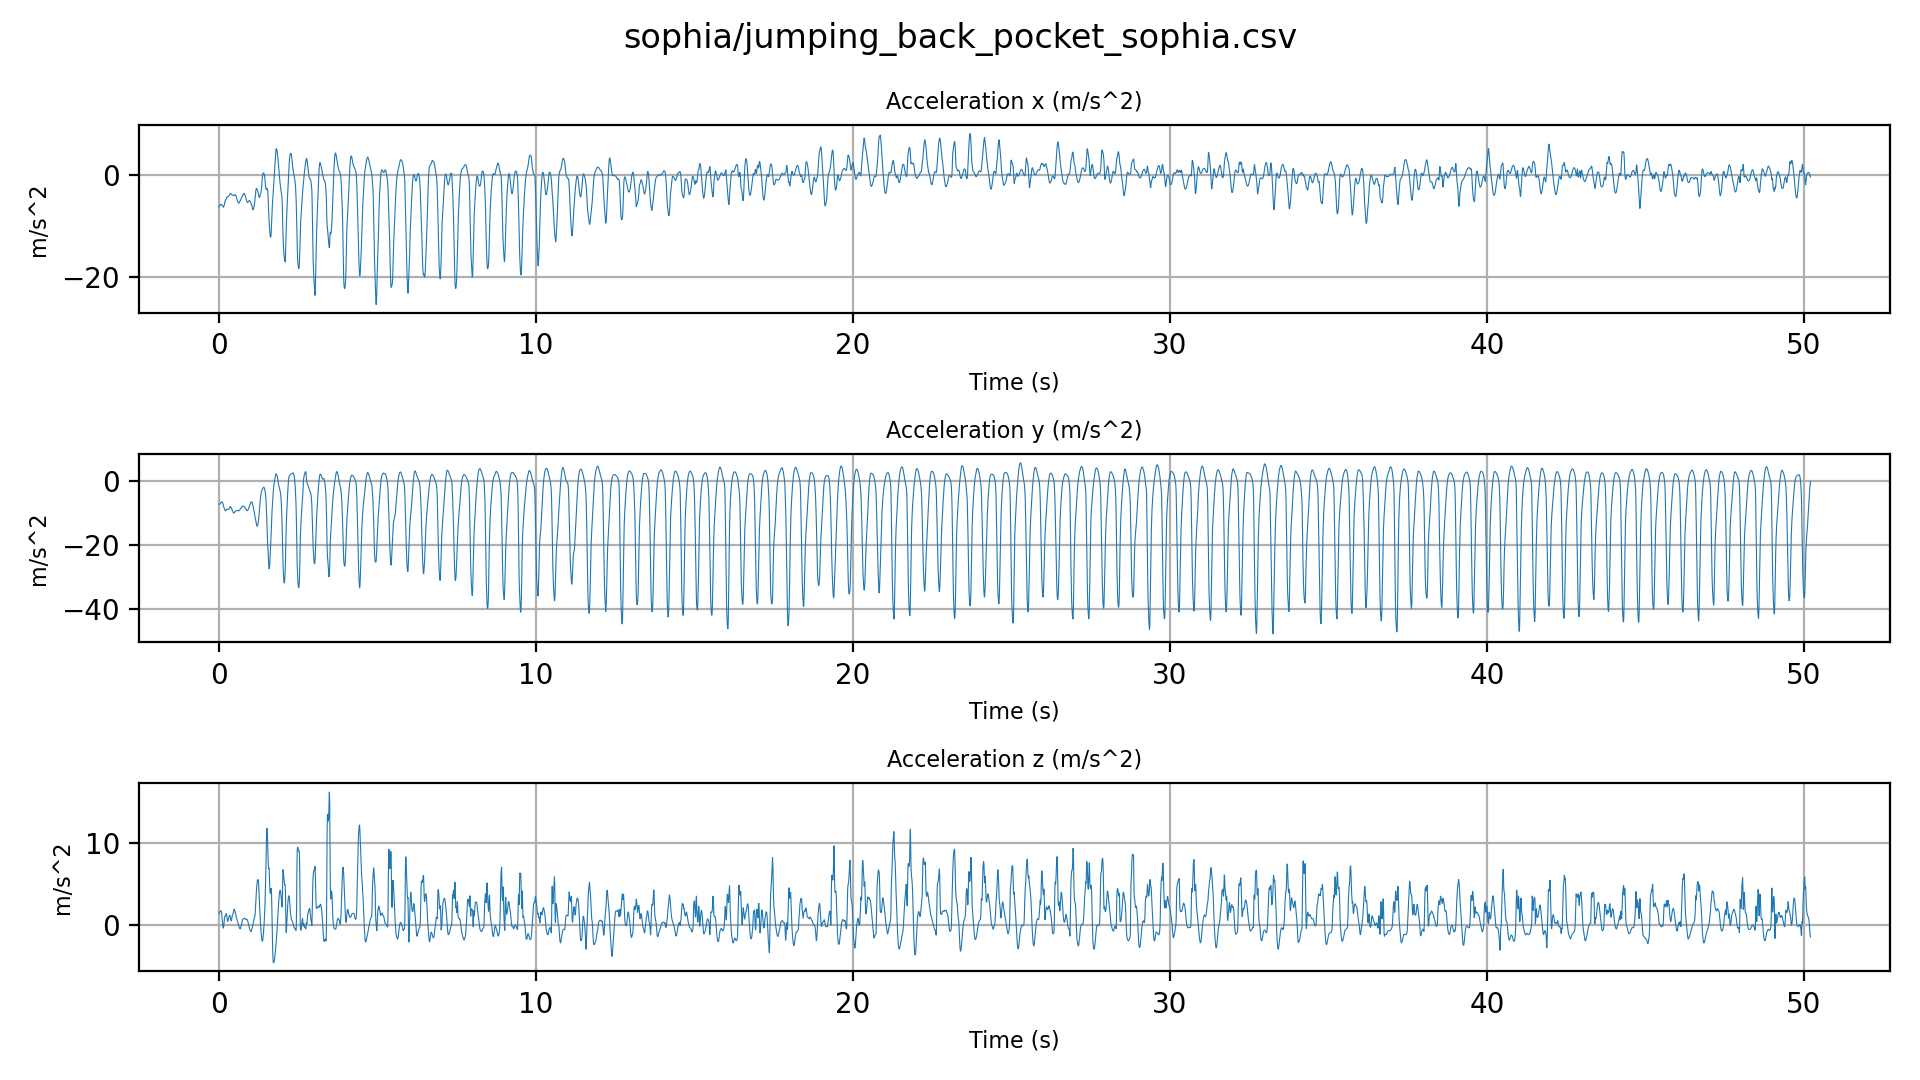 sophia/jumping_back_pocket_sophia.csv
Acceleration x (m/s^2)
m/s^2
0
−20
0 10 20 30 40 50
Time (s)
Acceleration y (m/s^2)
m/s^2
0
−20
−40
0 10 20 30 40 50
Time (s)
Acceleration z (m/s^2)
m/s^2
10
0
0 10 20 30 40 50
Time (s)